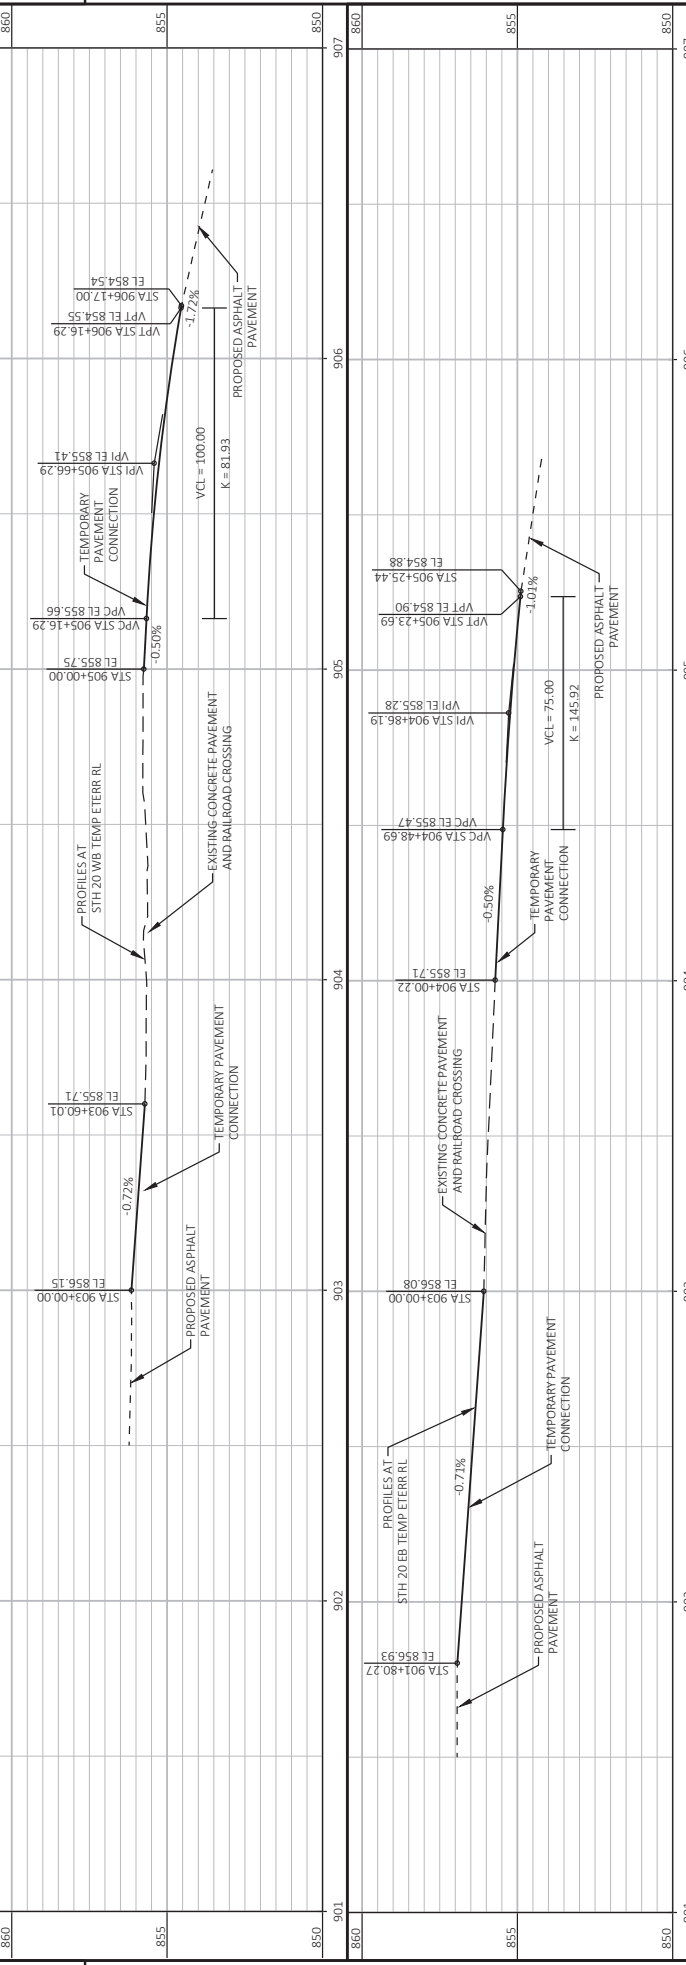 860
855
850
907
EL 854.54
STA 906+17.00
VPT EL 854.55
VPT STA 906+16.29
-1.72%
PROPOSED ASPHALT
PAVEMENT
906
VPI EL 855.41
VPI STA 905+66.29
VCL = 100.00
K = 81.93
TEMPORARY
PAVEMENT
CONNECTION
VPC EL 855.66
VPC STA 905+16.29
-0.50%
EL 855.75
STA 905+00.00
905
PROFILES AT
STH 20 WB TEMP ETERR RL
EXISTING CONCRETE PAVEMENT
AND RAILROAD CROSSING
904
EL 855.71
STA 903+60.01
TEMPORARY PAVEMENT
CONNECTION
-0.72%
EL 856.15
STA 903+00.00
903
PROPOSED ASPHALT
PAVEMENT
902
901
860
855
850
860
855
850
EL 854.88
STA 905+25.44
VPT EL 854.90
VPT STA 905+23.69
-1.01%
PROPOSED ASPHALT
PAVEMENT
VPI EL 855.28
VPI STA 904+86.19
VCL = 75.00
K = 145.92
VPC EL 855.47
VPC STA 904+48.69
-0.50%
TEMPORARY
PAVEMENT
CONNECTION
EL 855.71
STA 904+00.22
EXISTING CONCRETE PAVEMENT
AND RAILROAD CROSSING
EL 856.08
STA 903+00.00
TEMPORARY PAVEMENT
CONNECTION
PROFILES AT
STH 20 EB TEMP ETERR RL
-0.71%
EL 856.93
STA 901+80.27
PROPOSED ASPHALT
PAVEMENT
860
855
850